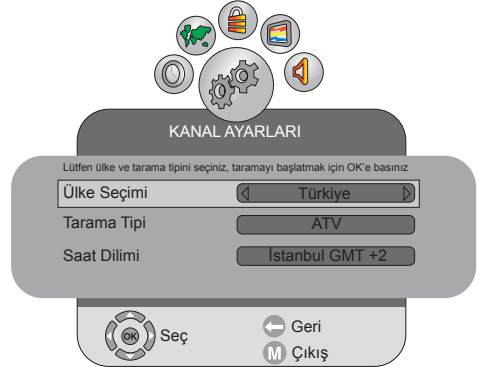 KANAL AYARLARI
Lütfen ülke ve tarama tipini seçiniz, taramayı başlatmak için OK'e basınız
Ülke Seçimi Türkiye
Tarama Tipi ATV
Saat Dilimi İstanbul GMT +2
OK Seç Geri
M Çıkış